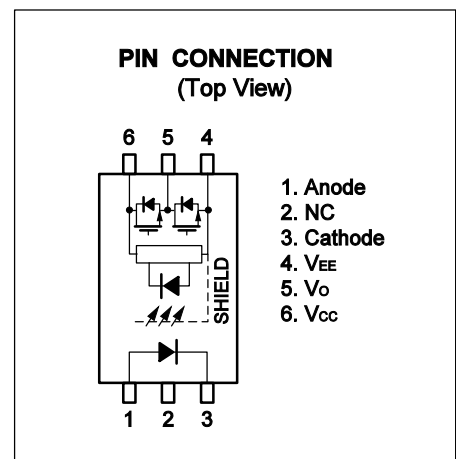 PIN CONNECTION
(Top View)
6 5 4
1. Anode
2. NC
3. Cathode
4. VEE
5. VO
6. VCC
SHIELD
1 2 3